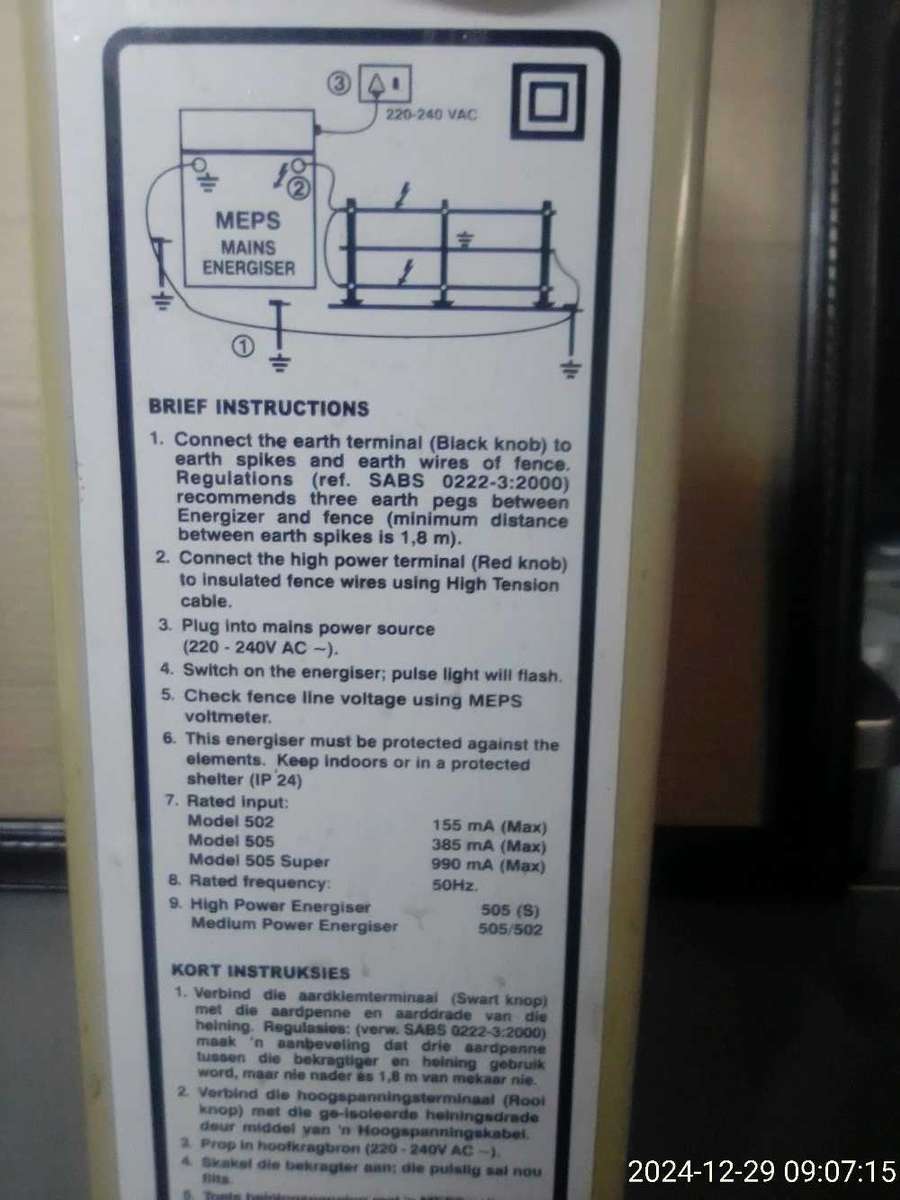 ③
220-240 VAC
②
MEPS
MAINS
ENERGISER
①
BRIEF INSTRUCTIONS
1. Connect the earth terminal (Black knob) to
earth spikes and earth wires of fence.
Regulations (ref. SABS 0222-3:2000)
recommends three earth pegs between
Energizer and fence (minimum distance
between earth spikes is 1,8 m).
2. Connect the high power terminal (Red knob)
to insulated fence wires using High Tension
cable.
3. Plug into mains power source
(220 - 240V AC ~).
4. Switch on the energiser; pulse light will flash.
5. Check fence line voltage using MEPS
voltmeter.
6. This energiser must be protected against the
elements. Keep indoors or in a protected
shelter (IP 24)
7. Rated input:
Model 502 155 mA (Max)
Model 505 385 mA (Max)
Model 505 Super 990 mA (Max)
8. Rated frequency: 50Hz.
9. High Power Energiser 505 (S)
Medium Power Energiser 505/502
KORT INSTRUKSIES
1. Verbind die aardklemterminaal (Swart knop)
met die aardpenne en aarddrade van die
heining. Regulasies: (verw. SABS 0222-3:2000)
maak 'n aanbeveling dat drie aardpenne
tussen die bekragtiger en heining gebruik
word, maar nie nader as 1,8 m van mekaar nie.
2. Verbind die hoogspanningsterminaal (Rooi
knop) met die ge-isoleerde heiningsdrade
deur middel van 'n Hoogspanningskabel.
3. Prop in hoofkragbron (220 - 240V AC ~).
4. Skakel die bekragter aan; die pulslig sal nou
flits.
5.
2024-12-29 09:07:15